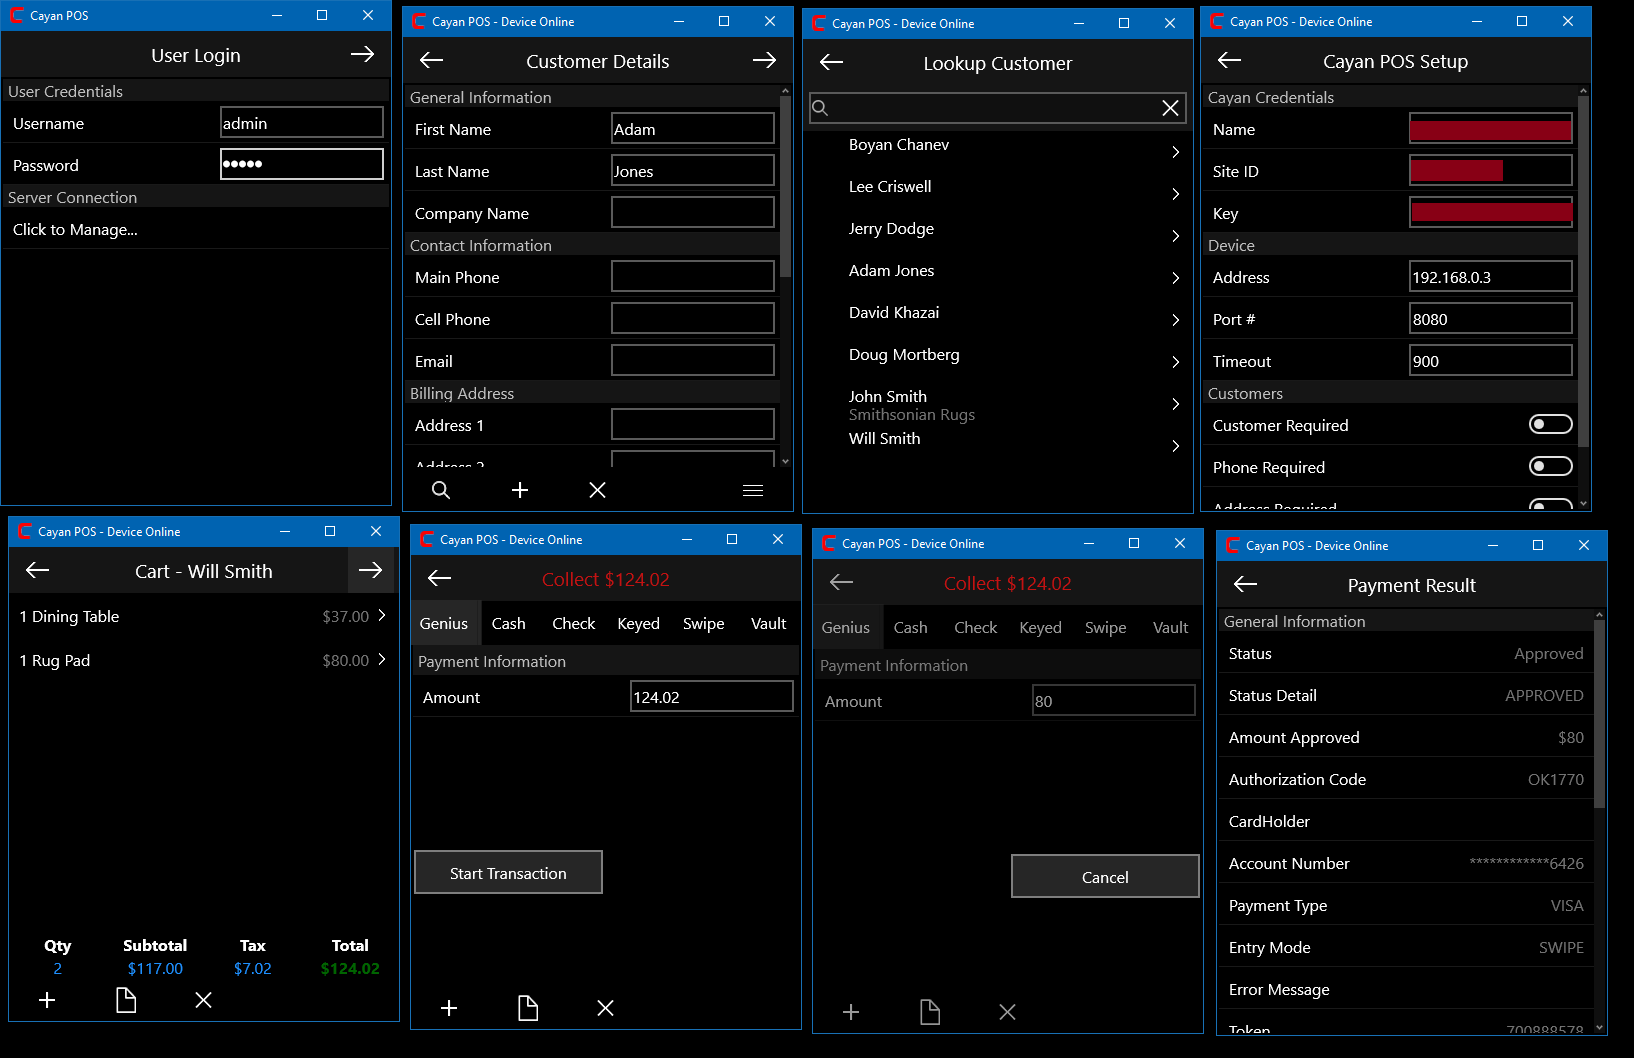 Cayan POS
User Login
User Credentials
Username admin
Password •••••
Server Connection
Click to Manage...
Cayan POS - Device Online
Customer Details
General Information
First Name Adam
Last Name Jones
Company Name
Contact Information
Main Phone
Cell Phone
Email
Billing Address
Address 1
Address 2
Cayan POS - Device Online
Lookup Customer
Boyan Chanev
Lee Criswell
Jerry Dodge
Adam Jones
David Khazai
Doug Mortberg
John Smith
Smithsonian Rugs
Will Smith
Cayan POS - Device Online
Cayan POS Setup
Cayan Credentials
Name
Site ID
Key
Device
Address 192.168.0.3
Port # 8080
Timeout 900
Customers
Customer Required
Phone Required
Address Required
Cayan POS - Device Online
Cart - Will Smith
1 Dining Table $37.00
1 Rug Pad $80.00
Qty Subtotal Tax Total
2 $117.00 $7.02 $124.02
Cayan POS - Device Online
Collect $124.02
Genius Cash Check Keyed Swipe Vault
Payment Information
Amount 124.02
Start Transaction
Cayan POS - Device Online
Collect $124.02
Genius Cash Check Keyed Swipe Vault
Payment Information
Amount 80
Cancel
Cayan POS - Device Online
Payment Result
General Information
Status Approved
Status Detail APPROVED
Amount Approved $80
Authorization Code OK1770
CardHolder
Account Number ************6426
Payment Type VISA
Entry Mode SWIPE
Error Message
Token 700888578